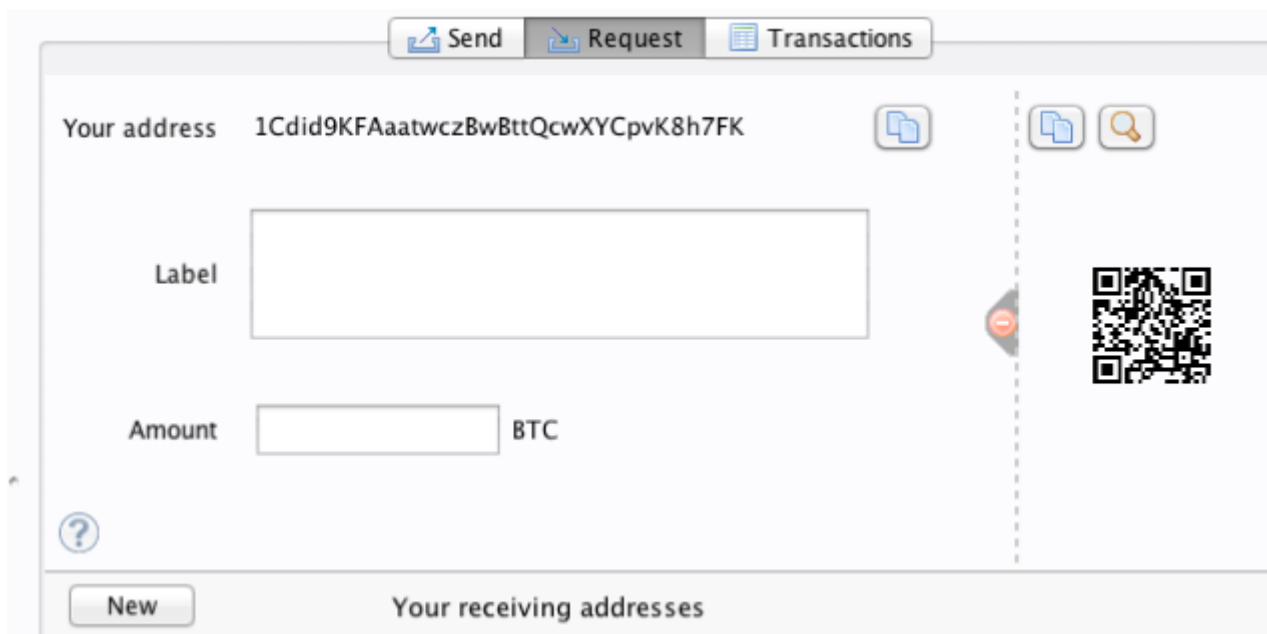 Send Request Transactions
Your address 1Cdid9KFAaatwczBwBttQcwXYCpvK8h7FK
Label
Amount BTC
New Your receiving addresses